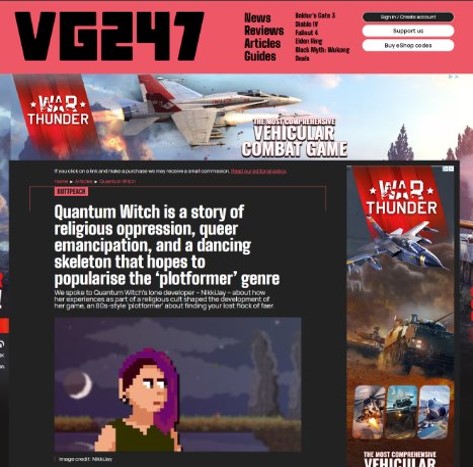 VG247
News
Reviews
Articles
Guides
Baldur's Gate 3
Diablo IV
Fallout 4
Elden Ring
Black Myth: Wukong
Deals
Sign in / Create account
Support us
Buy eShop codes
WAR
THUNDER
THE MOST COMPREHENSIVE
VEHICULAR
COMBAT GAME
If you click on a link and make a purchase we may receive a small commission. Read our editorial policy.
Home ▸ Articles ▸ Quantum Witch
BUTTPEACH
Quantum Witch is a story of
religious oppression, queer
emancipation, and a dancing
skeleton that hopes to
popularise the ‘plotformer’ genre
We spoke to Quantum Witch's lone developer – NikkiJay – about how
her experiences as part of a religious cult shaped the development of
her game, an 80s-style 'plotformer' about finding your lost flock of faer.
Image credit: NikkiJay
WAR
THUNDER
THE MOST COMPREHENSIVE
VEHICULAR